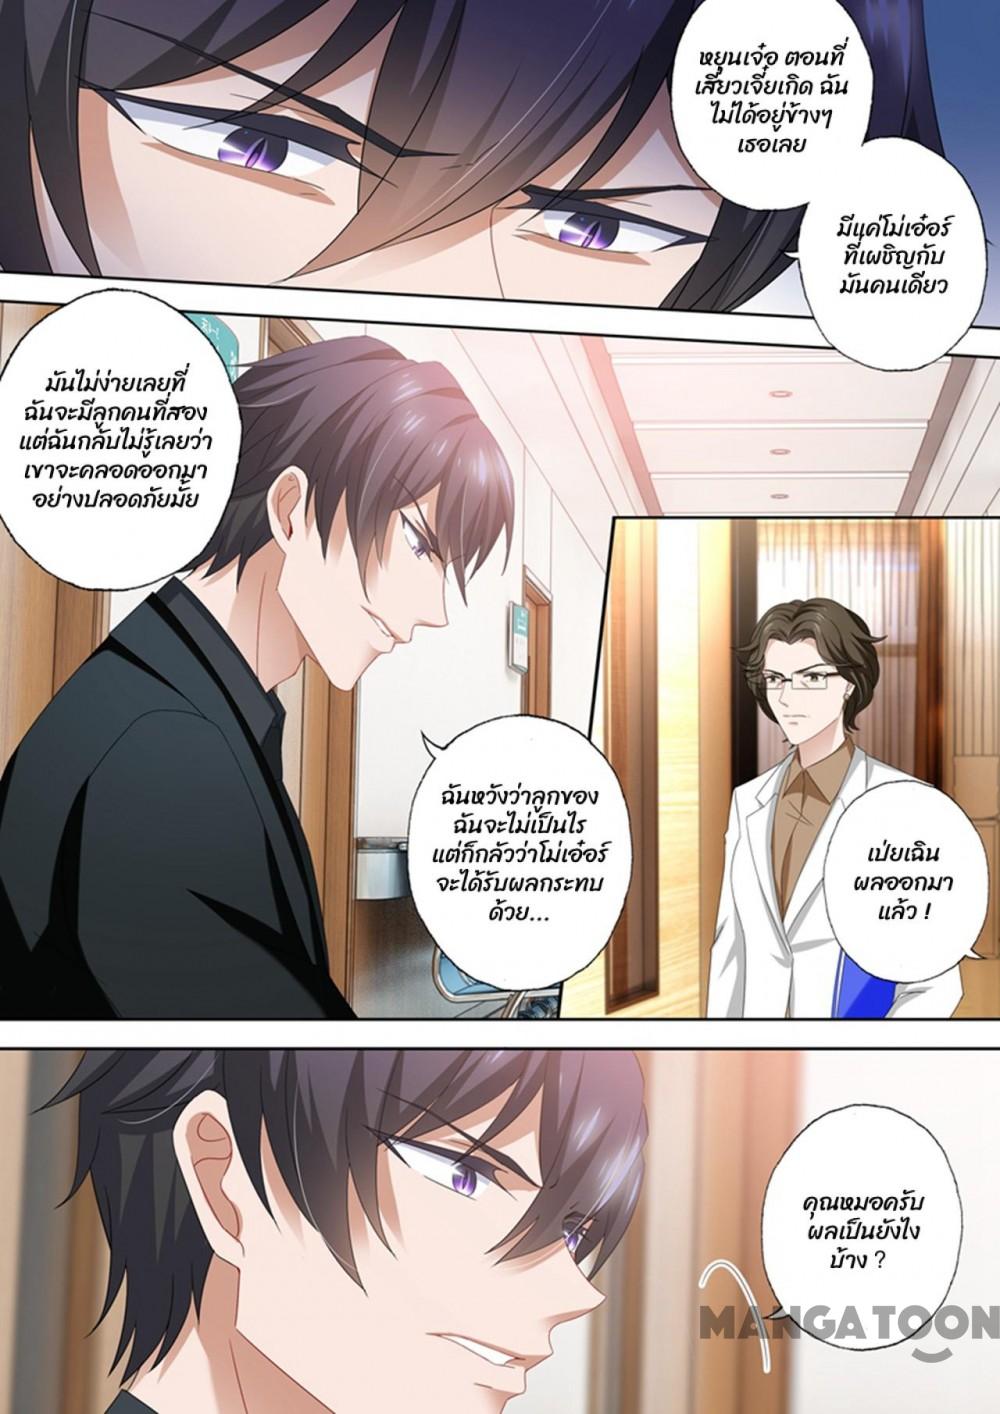 หยุนเจ๋อ ตอนที่
เสี่ยวเจี๋ยเกิด ฉัน
ไม่ได้อยู่ข้างๆ
เธอเลย
มีแค่โม่เอ๋อร์
ที่เผชิญกับ
มันคนเดียว
มันไม่ง่ายเลยที่
ฉันจะมีลูกคนที่สอง
แต่ฉันกลับไม่รู้เลยว่า
เขาจะคลอดออกมา
อย่างปลอดภัยมั้ย
ฉันหวังว่าลูกของ
ฉันจะไม่เป็นไร
แต่ก็กลัวว่าโม่เอ๋อร์
จะได้รับผลกระทบ
ด้วย...
เป่ยเฉิน
ผลออกมา
แล้ว !
คุณหมอครับ
ผลเป็นยังไง
บ้าง ?
MANGATOON